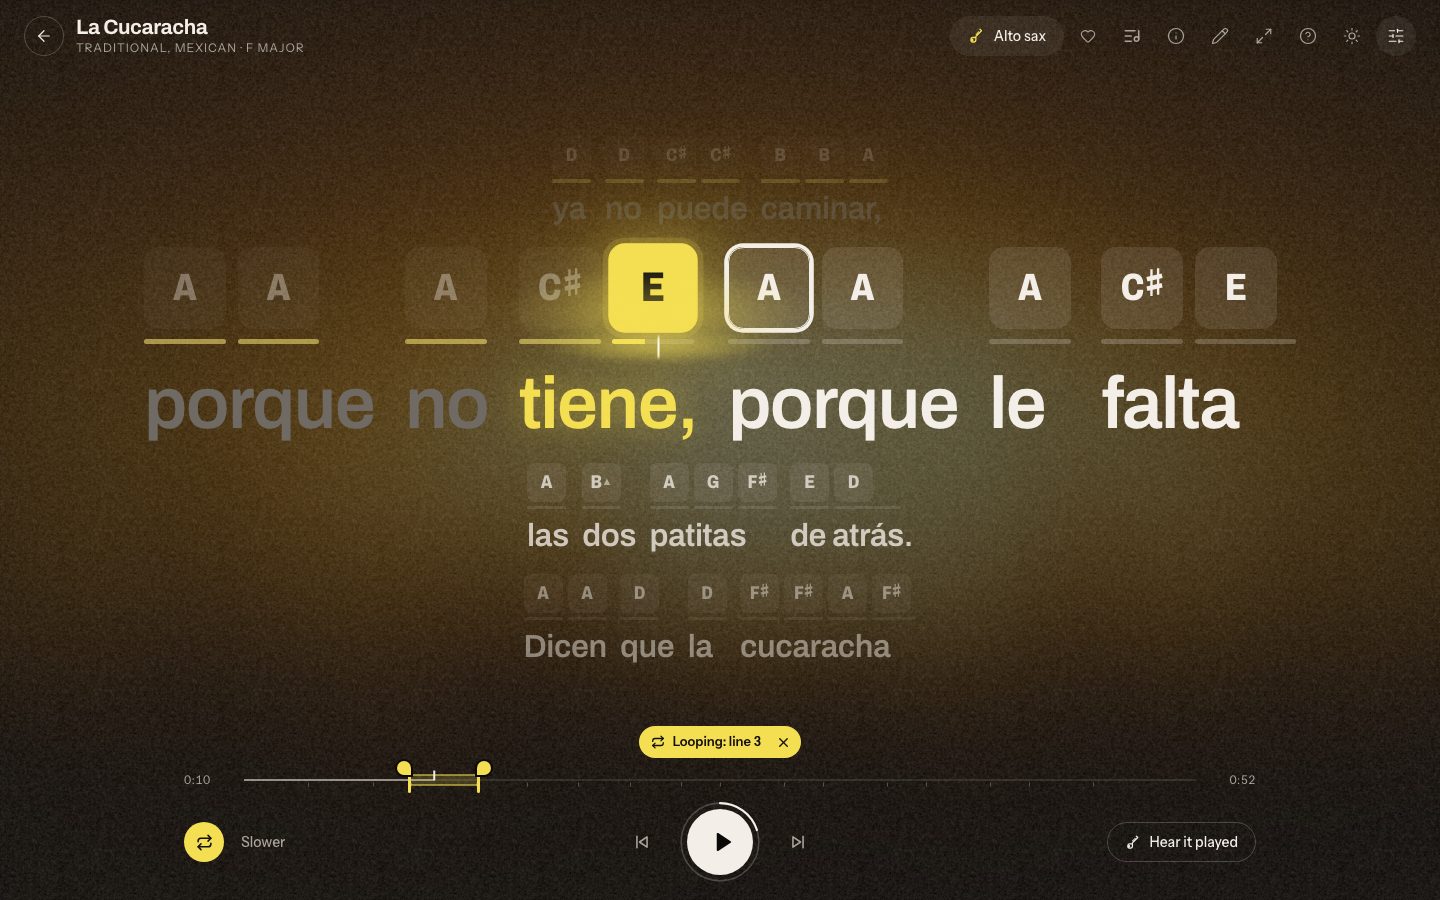 La Cucaracha
TRADITIONAL, MEXICAN · F MAJOR
Alto sax
D D C♯ C♯ B B A
ya no puede caminar,
A A A C♯ E A A A C♯ E
porque no tiene, porque le falta
A B▲ A G F♯ E D
las dos patitas de atrás.
A A D D F♯ F♯ A F♯
Dicen que la cucaracha
Looping: line 3
0:10
0:52
Slower
Hear it played